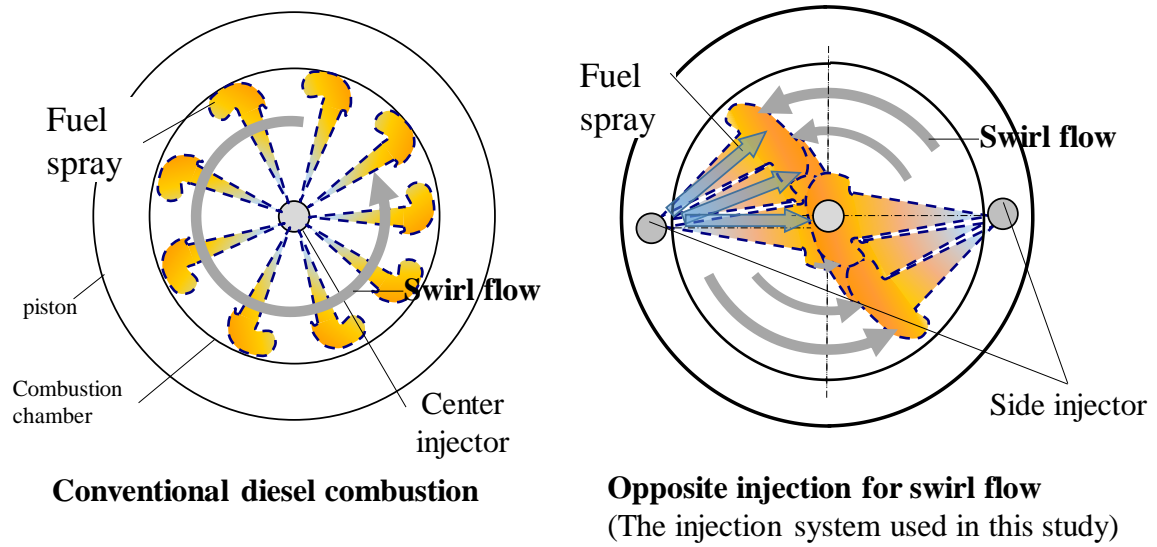 Fuel
spray
Swirl flow
piston
Combustion
chamber
Center
injector
Conventional diesel combustion
Fuel
spray
Swirl flow
Side injector
Opposite injection for swirl flow
(The injection system used in this study)